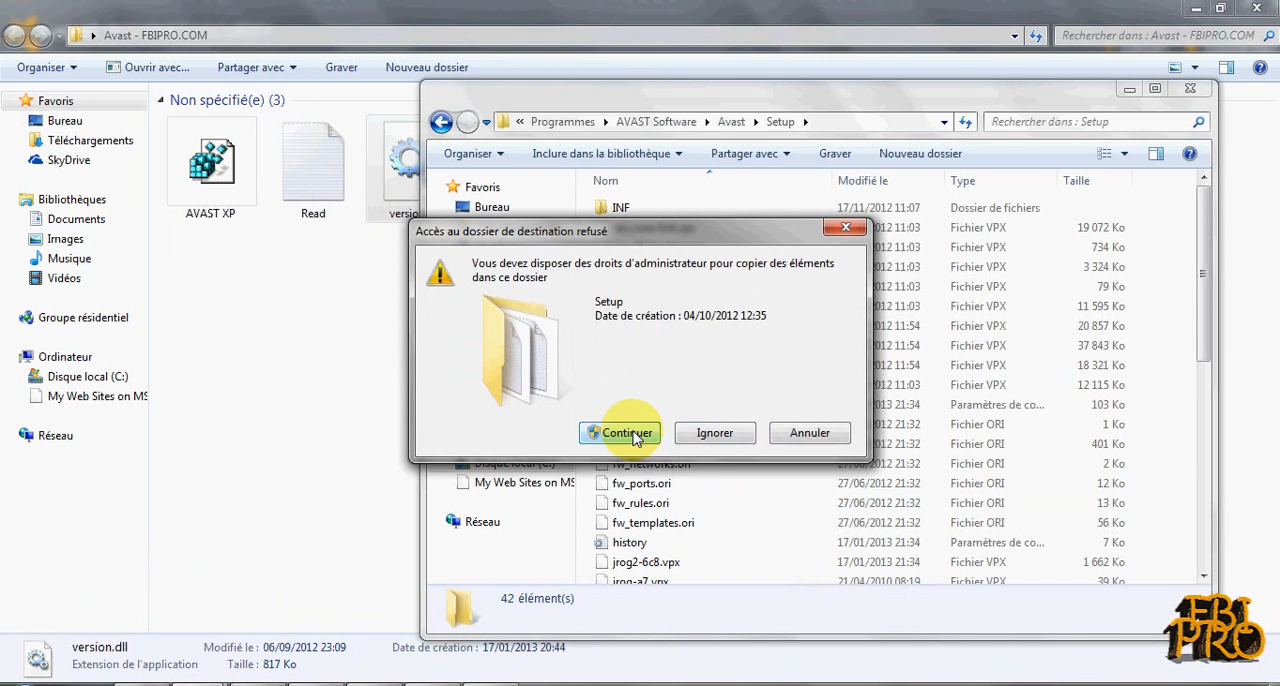 Avast - FBIPRO.COM
Rechercher dans : Avast - FBIPRO.COM
Organiser
Ouvrir avec...
Partager avec
Graver
Nouveau dossier
Favoris
Bureau
Téléchargements
SkyDrive
Bibliothèques
Documents
Images
Musique
Vidéos
Groupe résidentiel
Ordinateur
Disque local (C:)
My Web Sites on MS
Réseau
Non spécifié(e) (3)
AVAST XP
Read
« Programmes
AVAST Software
Avast
Setup
Rechercher dans : Setup
Organiser
Inclure dans la bibliothèque
Partager avec
Graver
Nouveau dossier
Favoris
Bureau
Nom
Modifié le
Type
Taille
INF
17/11/2012 11:07
Dossier de fichiers
Accès au dossier de destination refusé
Vous devez disposer des droits d'administrateur pour copier des éléments
dans ce dossier
Setup
Date de création : 04/10/2012 12:35
Continuer
Ignorer
Annuler
2012 11:03 Fichier VPX 19 072 Ko
2012 11:03 Fichier VPX 734 Ko
2012 11:03 Fichier VPX 3 324 Ko
2012 11:03 Fichier VPX 79 Ko
2012 11:03 Fichier VPX 11 595 Ko
2012 11:54 Fichier VPX 20 857 Ko
2012 11:54 Fichier VPX 37 843 Ko
2012 11:54 Fichier VPX 18 321 Ko
2012 11:03 Fichier VPX 12 115 Ko
2013 21:34 Paramètres de co... 103 Ko
2012 21:32 Fichier ORI 1 Ko
2012 21:32 Fichier ORI 401 Ko
fw_networks.ori 27/06/2012 21:32 Fichier ORI 2 Ko
fw_ports.ori 27/06/2012 21:32 Fichier ORI 12 Ko
fw_rules.ori 27/06/2012 21:32 Fichier ORI 13 Ko
fw_templates.ori 27/06/2012 21:32 Fichier ORI 56 Ko
history 17/01/2013 21:34 Paramètres de co... 7 Ko
jrog2-6c8.vpx 17/01/2013 21:34 Fichier VPX 1 662 Ko
jrog-a7.vpx 21/04/2010 08:19 Fichier VPX 39 Ko
Disque local (C:)
My Web Sites on MS
Réseau
42 élément(s)
version.dll
Modifié le : 06/09/2012 23:09
Date de création : 17/01/2013 20:44
Extension de l'application
Taille : 817 Ko
FBI
PRO